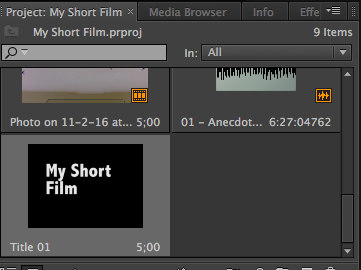 Project: My Short Film ×
Media Browser
Info
Effe
My Short Film.prproj
9 Items
In: All
Photo on 11-2-16 at... 5;00
01 - Anecdot... 6:27:04762
My Short
Film
Title 01 5;00